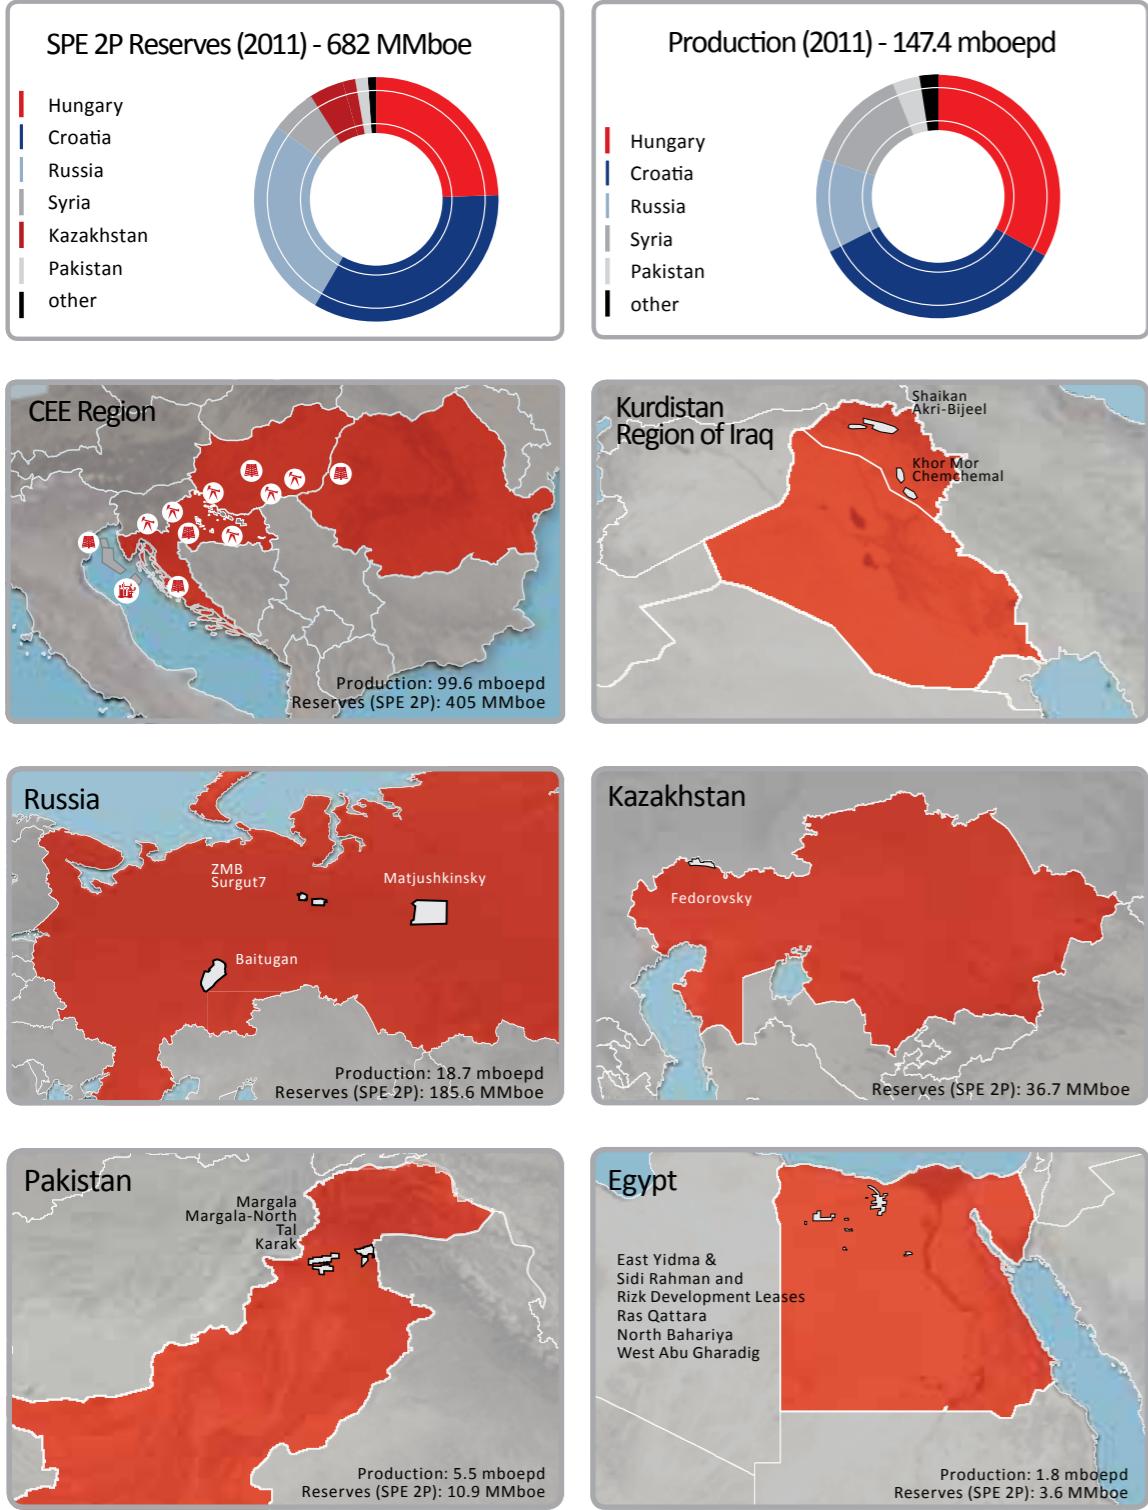 SPE 2P Reserves (2011) - 682 MMboe
Hungary
Croatia
Russia
Syria
Kazakhstan
Pakistan
other
Production (2011) - 147.4 mboepd
Hungary
Croatia
Russia
Syria
Pakistan
other
CEE Region
Production: 99.6 mboepd
Reserves (SPE 2P): 405 MMboe
Kurdistan
Region of Iraq
Shaikan
Akri-Bijeel
Khor Mor
Chemchemal
Russia
ZMB
Surgut7
Matjushkinsky
Baitugan
Production: 18.7 mboepd
Reserves (SPE 2P): 185.6 MMboe
Kazakhstan
Fedorovsky
Reserves (SPE 2P): 36.7 MMboe
Pakistan
Margala
Margala-North
Tal
Karak
Production: 5.5 mboepd
Reserves (SPE 2P): 10.9 MMboe
Egypt
East Yidma &
Sidi Rahman and
Rizk Development Leases
Ras Qattara
North Bahariya
West Abu Gharadig
Production: 1.8 mboepd
Reserves (SPE 2P): 3.6 MMboe